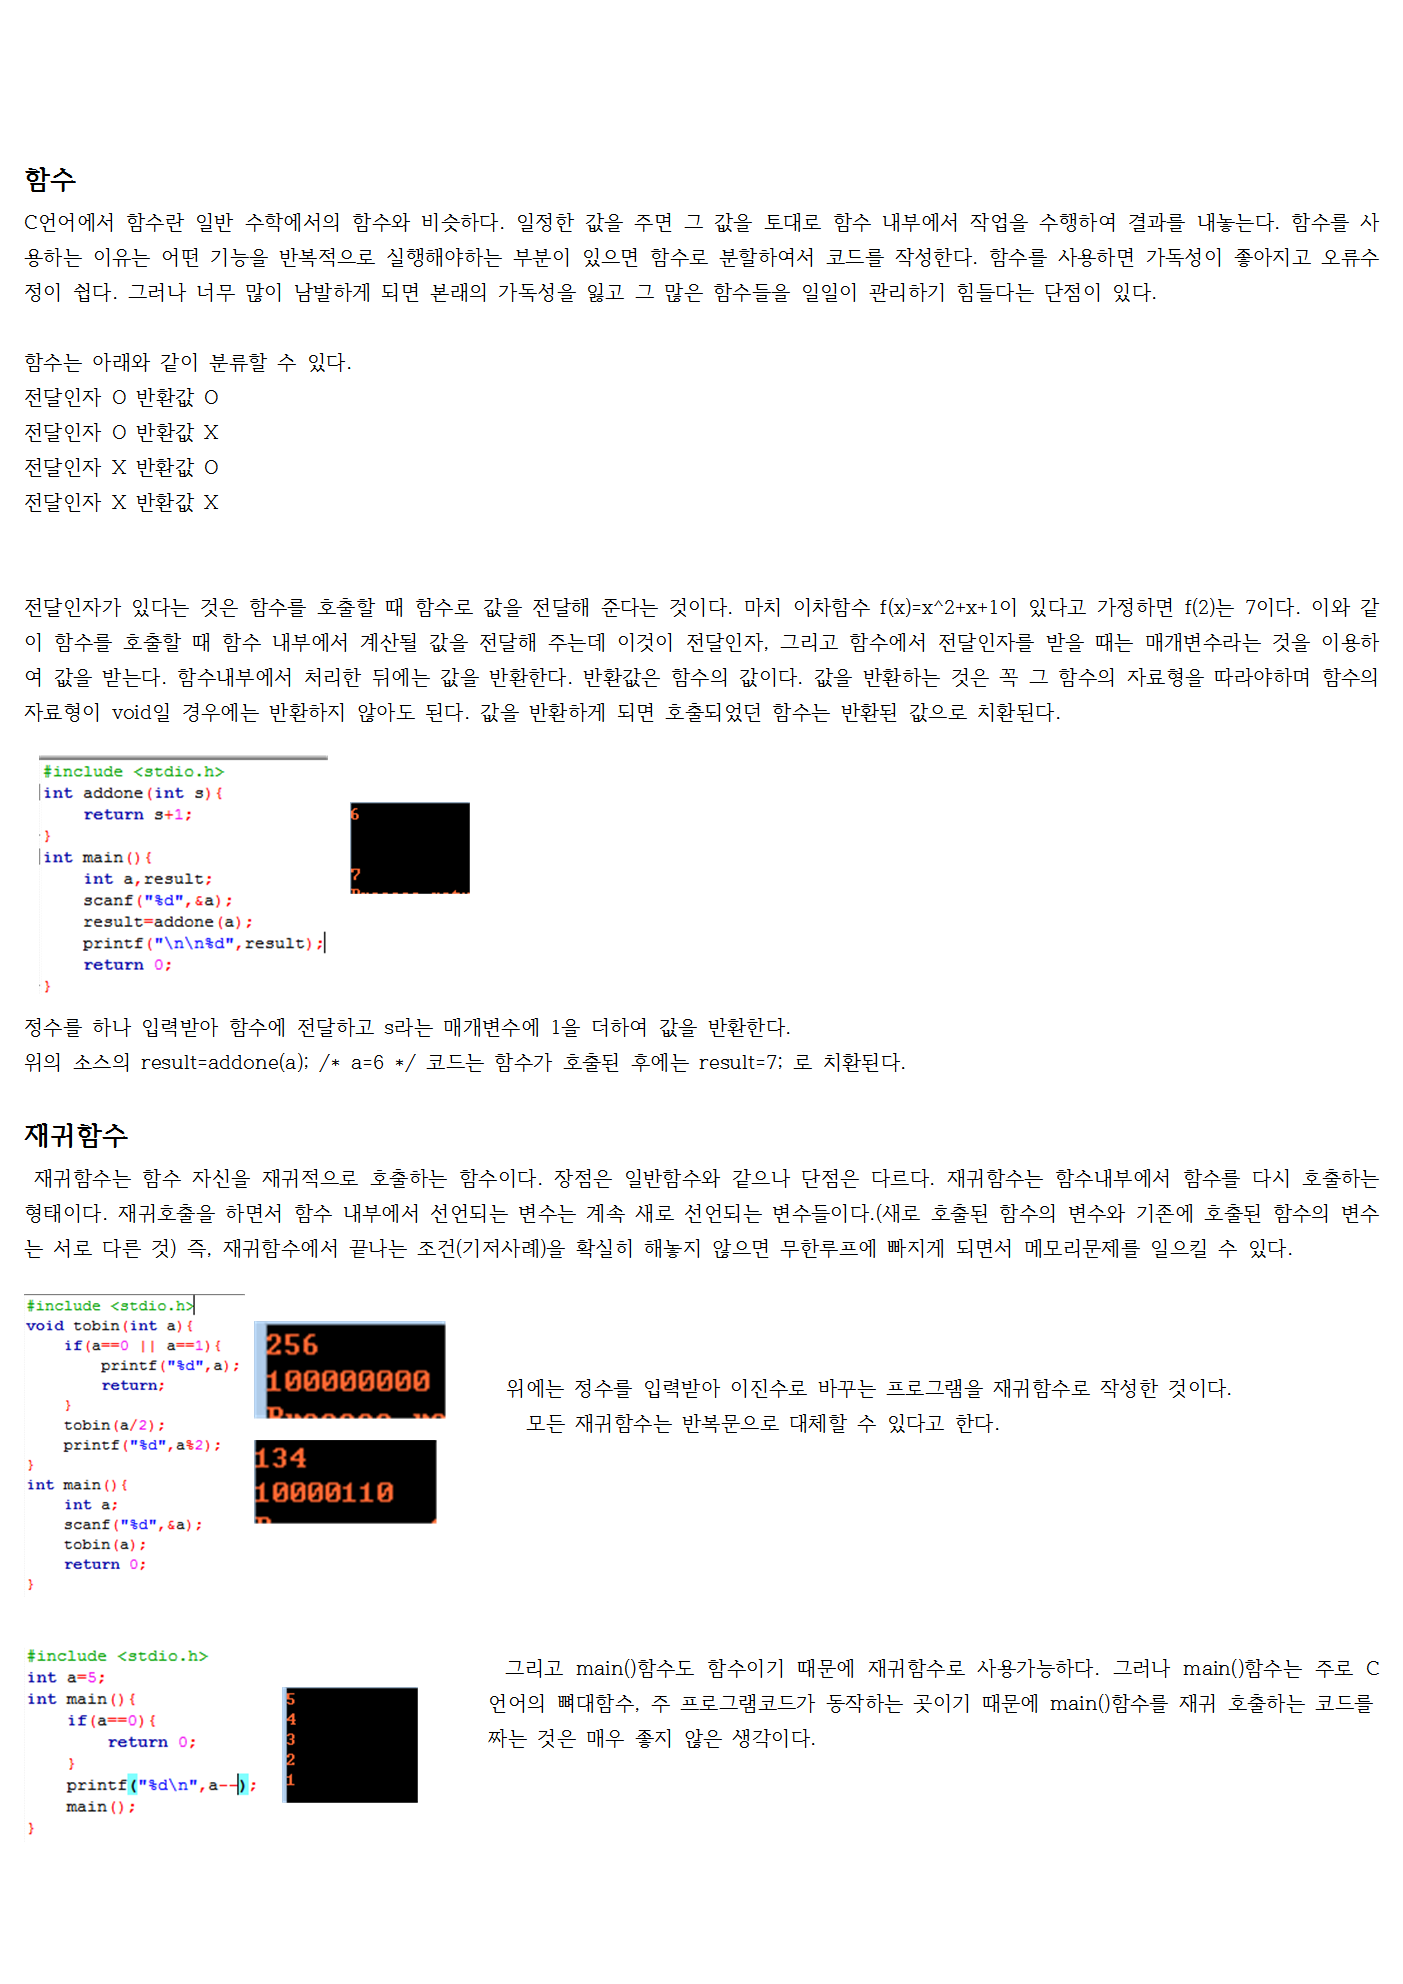 함수
C언어에서 함수란 일반 수학에서의 함수와 비슷하다. 일정한 값을 주면 그 값을 토대로 함수 내부에서 작업을 수행하여 결과를 내놓는다. 함수를 사
용하는 이유는 어떤 기능을 반복적으로 실행해야하는 부분이 있으면 함수로 분할하여서 코드를 작성한다. 함수를 사용하면 가독성이 좋아지고 오류수
정이 쉽다. 그러나 너무 많이 남발하게 되면 본래의 가독성을 잃고 그 많은 함수들을 일일이 관리하기 힘들다는 단점이 있다.
함수는 아래와 같이 분류할 수 있다.
전달인자 O 반환값 O
전달인자 O 반환값 X
전달인자 X 반환값 O
전달인자 X 반환값 X
전달인자가 있다는 것은 함수를 호출할 때 함수로 값을 전달해 준다는 것이다. 마치 이차함수 f(x)=x^2+x+1이 있다고 가정하면 f(2)는 7이다. 이와 같
이 함수를 호출할 때 함수 내부에서 계산될 값을 전달해 주는데 이것이 전달인자, 그리고 함수에서 전달인자를 받을 때는 매개변수라는 것을 이용하
여 값을 받는다. 함수내부에서 처리한 뒤에는 값을 반환한다. 반환값은 함수의 값이다. 값을 반환하는 것은 꼭 그 함수의 자료형을 따라야하며 함수의
자료형이 void일 경우에는 반환하지 않아도 된다. 값을 반환하게 되면 호출되었던 함수는 반환된 값으로 치환된다.
#include <stdio.h>
int addone(int s){
return s+1;
}
int main(){
int a,result;
scanf("%d",&a);
result=addone(a);
printf("\n\n%d",result);
return 0;
}
6
7
정수를 하나 입력받아 함수에 전달하고 s라는 매개변수에 1을 더하여 값을 반환한다.
위의 소스의 result=addone(a); /* a=6 */ 코드는 함수가 호출된 후에는 result=7; 로 치환된다.
재귀함수
재귀함수는 함수 자신을 재귀적으로 호출하는 함수이다. 장점은 일반함수와 같으나 단점은 다르다. 재귀함수는 함수내부에서 함수를 다시 호출하는
형태이다. 재귀호출을 하면서 함수 내부에서 선언되는 변수는 계속 새로 선언되는 변수들이다.(새로 호출된 함수의 변수와 기존에 호출된 함수의 변수
는 서로 다른 것) 즉, 재귀함수에서 끝나는 조건(기저사례)을 확실히 해놓지 않으면 무한루프에 빠지게 되면서 메모리문제를 일으킬 수 있다.
#include <stdio.h>
void tobin(int a){
if(a==0 || a==1){
printf("%d",a);
return;
}
tobin(a/2);
printf("%d",a%2);
}
int main(){
int a;
scanf("%d",&a);
tobin(a);
return 0;
}
256
100000000
134
10000110
위에는 정수를 입력받아 이진수로 바꾸는 프로그램을 재귀함수로 작성한 것이다.
모든 재귀함수는 반복문으로 대체할 수 있다고 한다.
#include <stdio.h>
int a=5;
int main(){
if(a==0){
return 0;
}
printf("%d\n",a--);
main();
}
5
4
3
2
1
그리고 main()함수도 함수이기 때문에 재귀함수로 사용가능하다. 그러나 main()함수는 주로 C
언어의 뼈대함수, 주 프로그램코드가 동작하는 곳이기 때문에 main()함수를 재귀 호출하는 코드를
짜는 것은 매우 좋지 않은 생각이다.